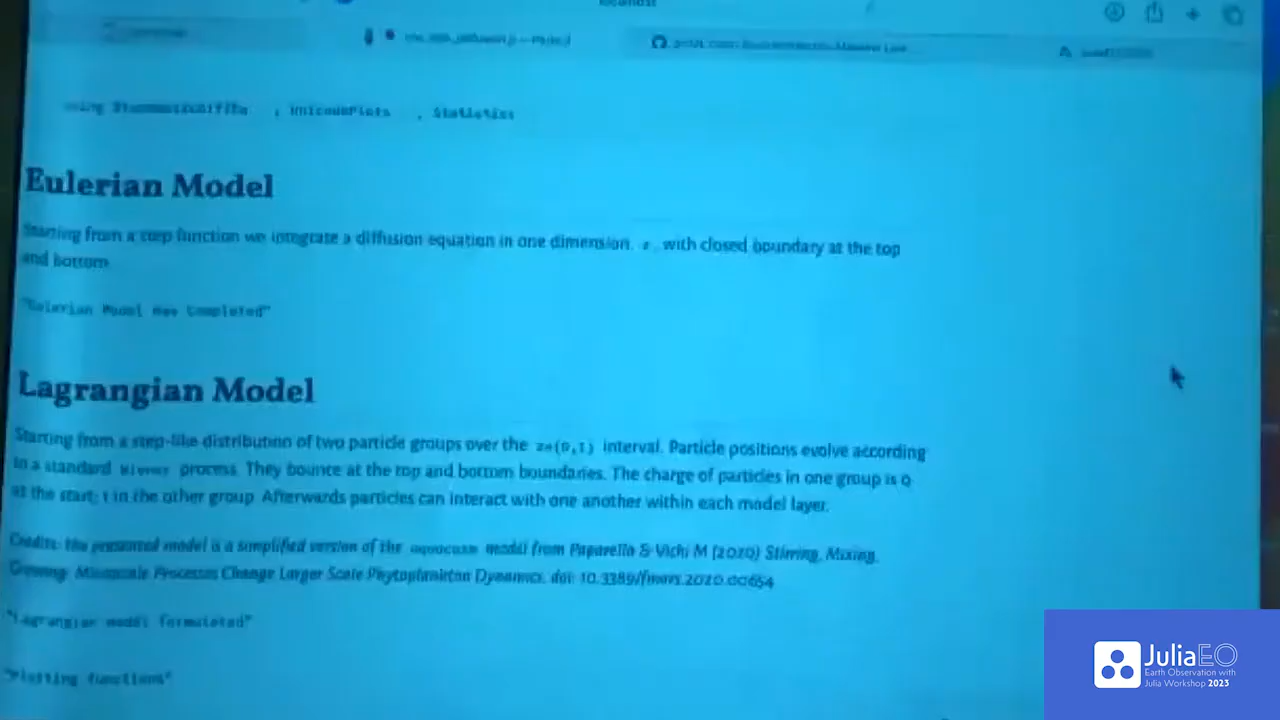 localhost
using StochasticDiffEq , UnicodePlots , Statistics
Eulerian Model
Starting from a step function we integrate a diffusion equation in one dimension, z, with closed boundary at the top
and bottom
"Eulerian Model Completed"
Lagrangian Model
Starting from a step-like distribution of two particle groups over the interval. Particle positions evolve according
to a standard Wiener process. They bounce at the top and bottom boundaries. The charge of particles in one group is 0
at the start; 1 in the other group. Afterwards particles can interact with one another within each model layer.
Credits: the presented model is a simplified version of the aquacosm model from Paparella & Vichi M (2020) Stirring, Mixing,
Growing: Microscale Processes Change Larger Scale Phytoplankton Dynamics. doi: 10.3389/fmars.2020.00654
"Lagrangian model formulated"
"Plotting functions"
JuliaEO
Earth Observation with
Julia Workshop 2023